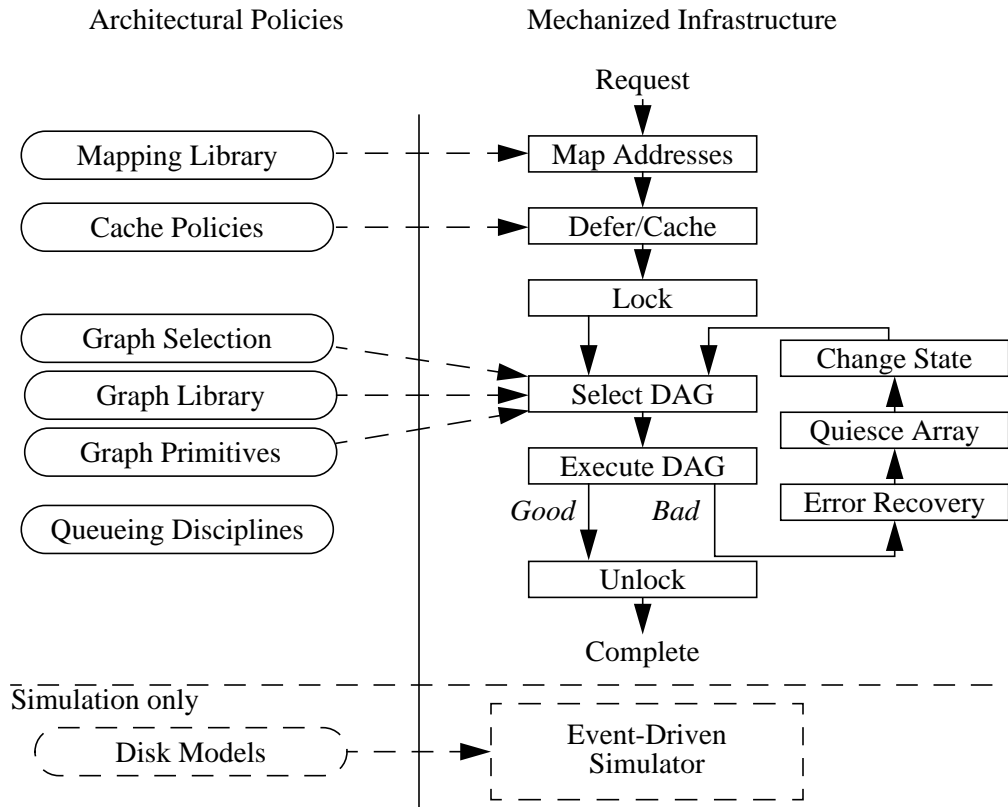 Architectural Policies
Mechanized Infrastructure
Request
Mapping Library
Map Addresses
Cache Policies
Defer/Cache
Lock
Graph Selection
Change State
Graph Library
Select DAG
Quiesce Array
Graph Primitives
Execute DAG
Error Recovery
Good
Bad
Queueing Disciplines
Unlock
Complete
Simulation only
Disk Models
Event-Driven
Simulator